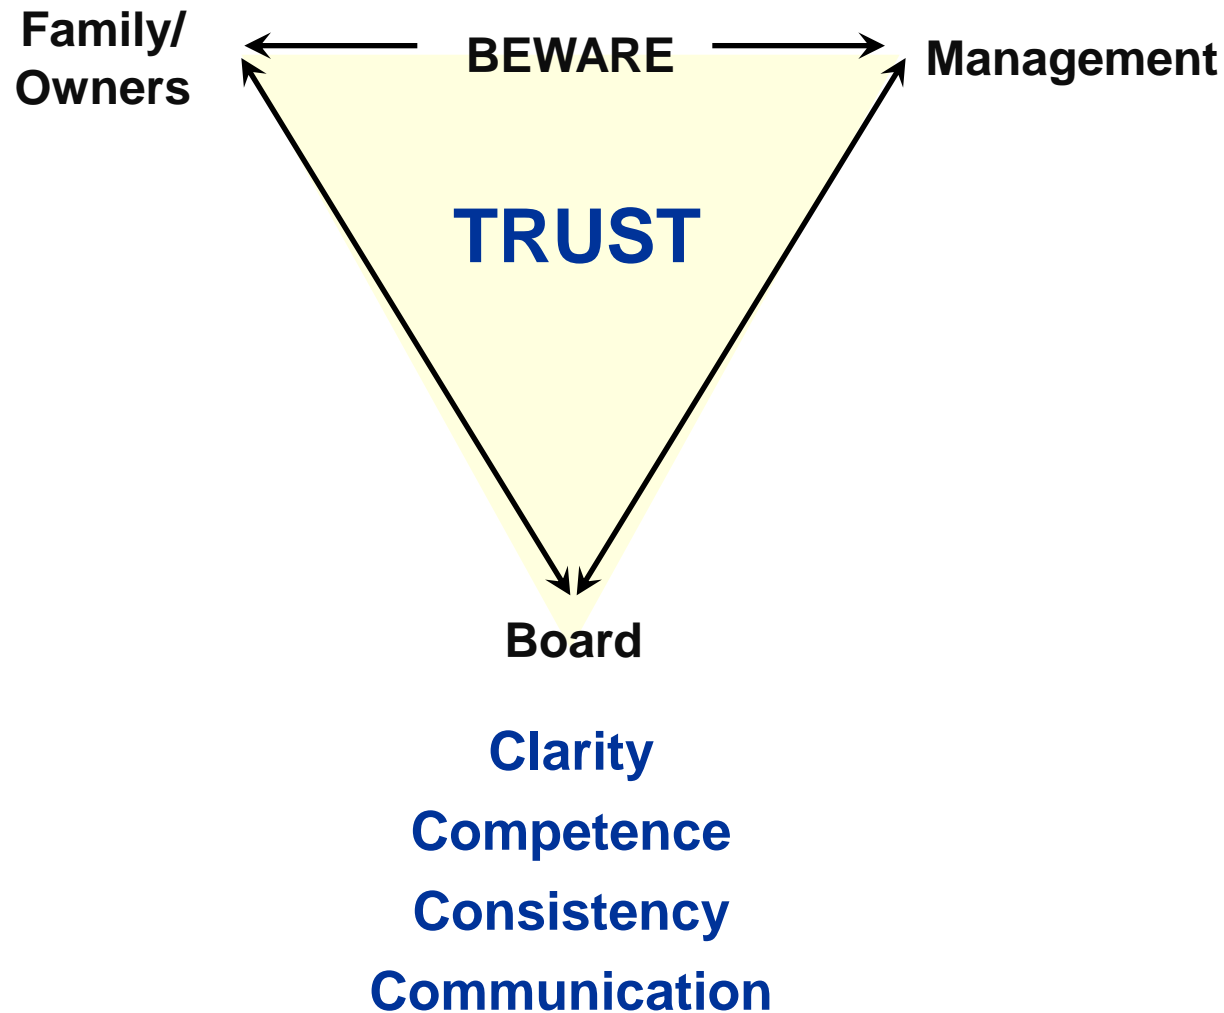 Family/
Owners
BEWARE
Management
TRUST
Board
Clarity
Competence
Consistency
Communication